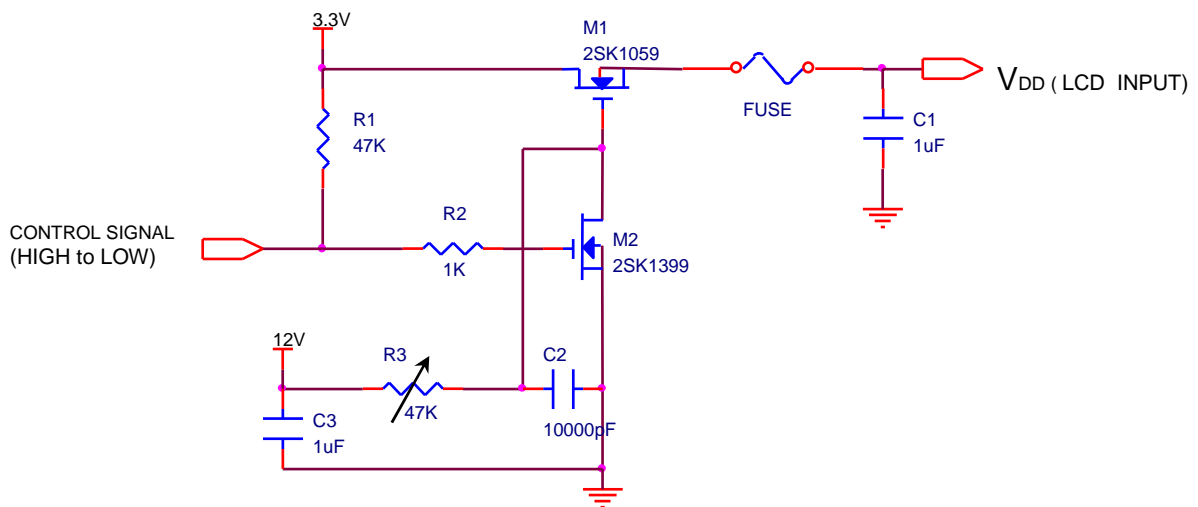 3.3V
M1
2SK1059
FUSE
VDD ( LCD INPUT)
R1
47K
C1
1uF
CONTROL SIGNAL
(HIGH to LOW)
R2
1K
M2
2SK1399
12V
R3
47K
C2
10000pF
C3
1uF